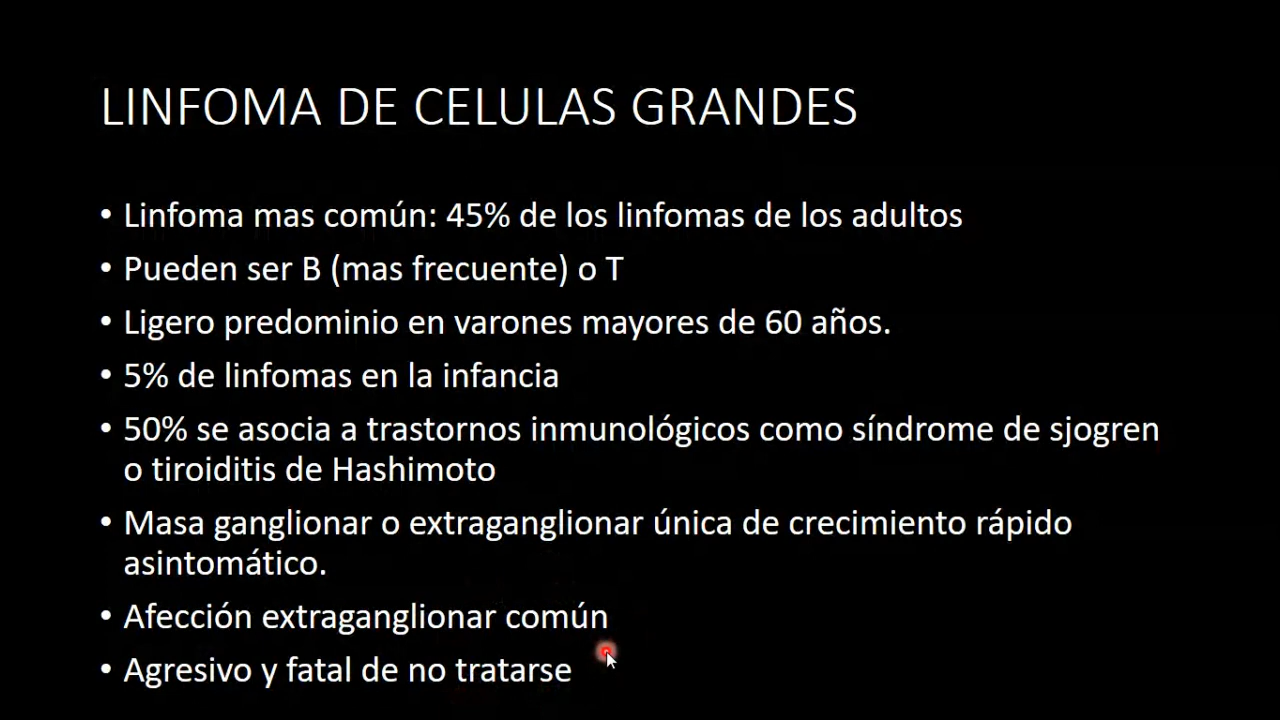 LINFOMA DE CELULAS GRANDES
• Linfoma mas común: 45% de los linfomas de los adultos
• Pueden ser B (mas frecuente) o T
• Ligero predominio en varones mayores de 60 años.
• 5% de linfomas en la infancia
• 50% se asocia a trastornos inmunológicos como síndrome de sjogren
o tiroiditis de Hashimoto
• Masa ganglionar o extraganglionar única de crecimiento rápido
asintomático.
• Afección extraganglionar común
• Agresivo y fatal de no tratarse